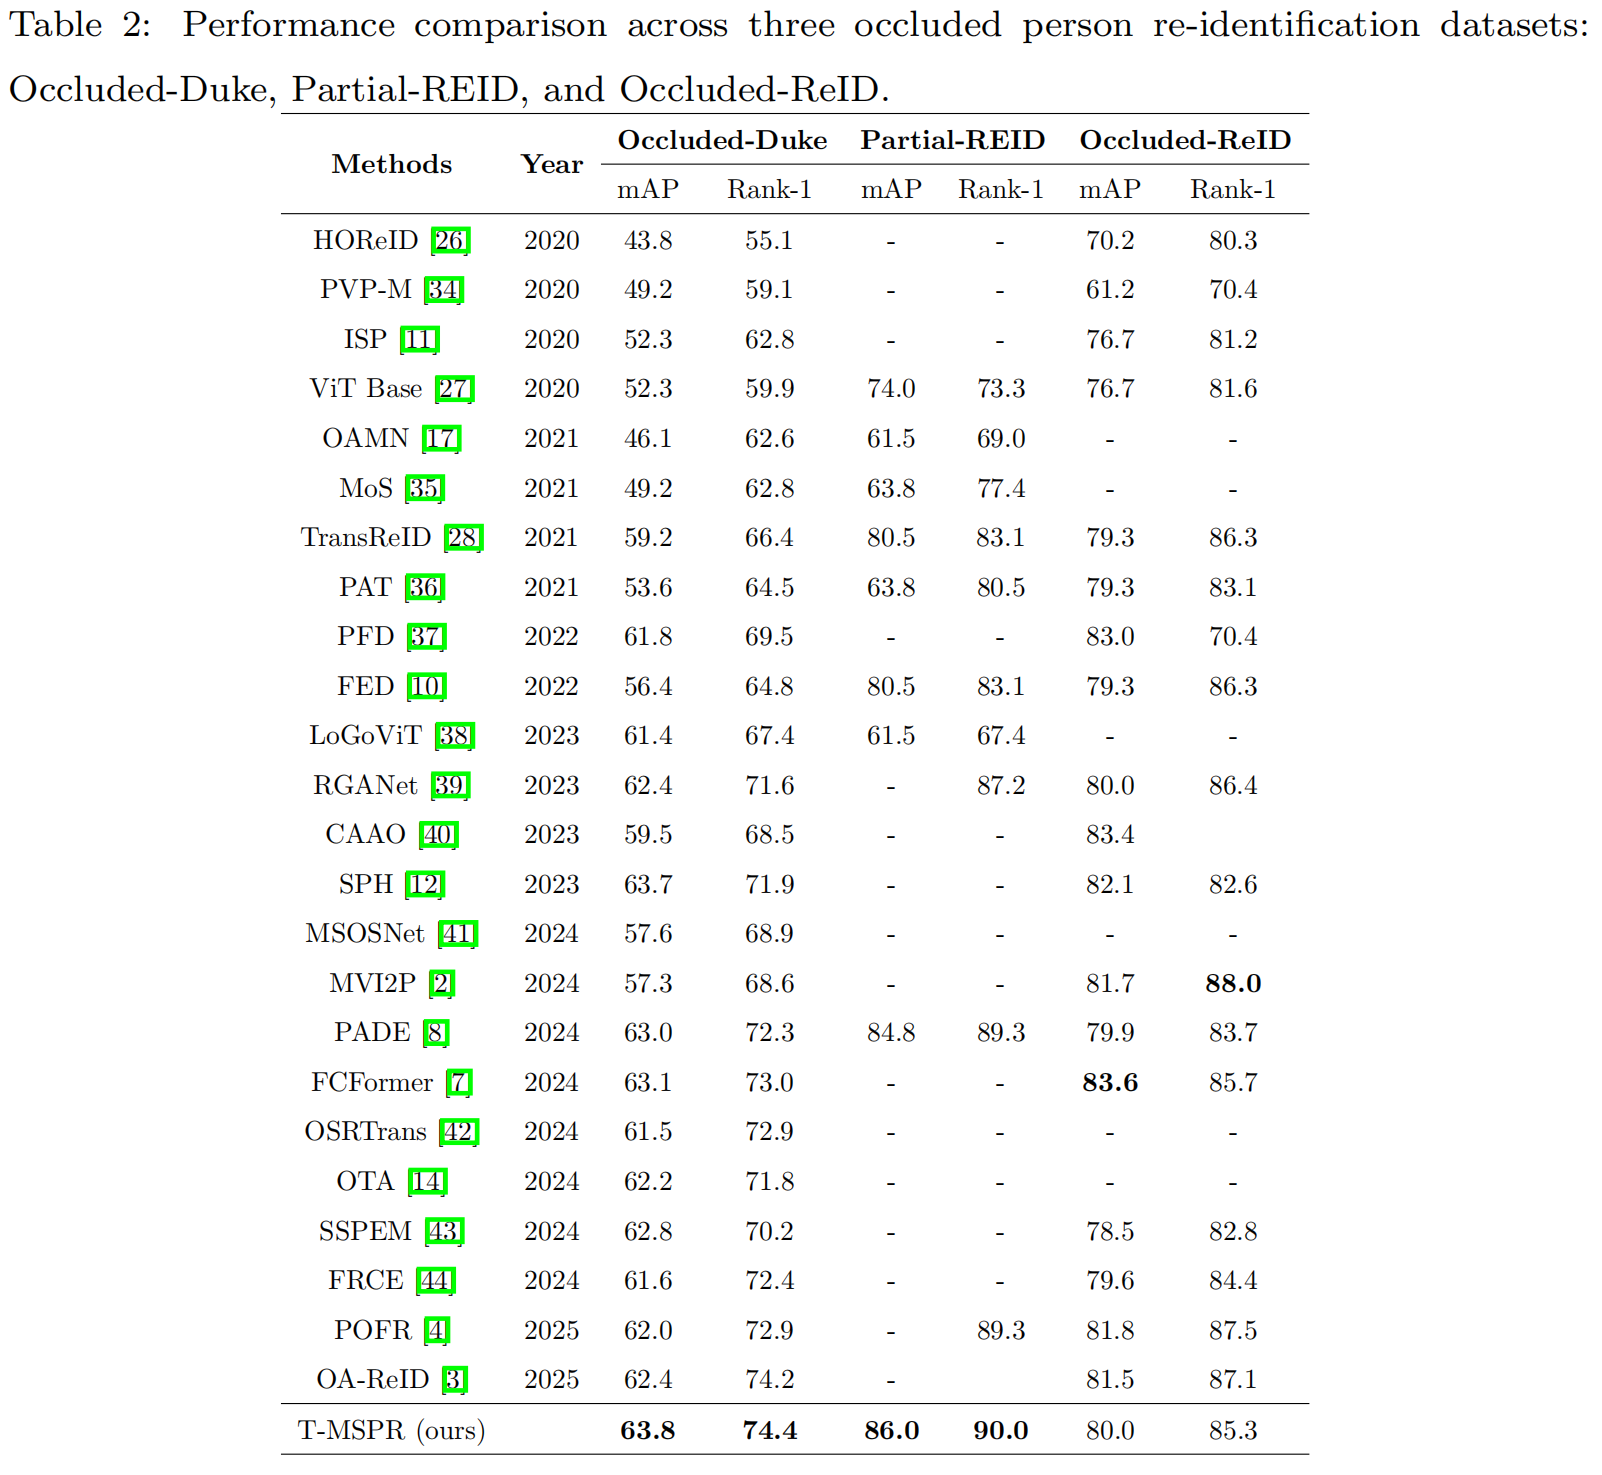 Table 2: Performance comparison across three occluded person re-identification datasets:
Occluded-Duke, Partial-REID, and Occluded-ReID.
Methods Year Occluded-Duke Partial-REID Occluded-ReID
mAP Rank-1 mAP Rank-1 mAP Rank-1
HOReID [26] 2020 43.8 55.1 - - 70.2 80.3
PVP-M [34] 2020 49.2 59.1 - - 61.2 70.4
ISP [11] 2020 52.3 62.8 - - 76.7 81.2
ViT Base [27] 2020 52.3 59.9 74.0 73.3 76.7 81.6
OAMN [17] 2021 46.1 62.6 61.5 69.0 - -
MoS [35] 2021 49.2 62.8 63.8 77.4 - -
TransReID [28] 2021 59.2 66.4 80.5 83.1 79.3 86.3
PAT [36] 2021 53.6 64.5 63.8 80.5 79.3 83.1
PFD [37] 2022 61.8 69.5 - - 83.0 70.4
FED [10] 2022 56.4 64.8 80.5 83.1 79.3 86.3
LoGoViT [38] 2023 61.4 67.4 61.5 67.4 - -
RGANet [39] 2023 62.4 71.6 - 87.2 80.0 86.4
CAAO [40] 2023 59.5 68.5 - - 83.4
SPH [12] 2023 63.7 71.9 - - 82.1 82.6
MSOSNet [41] 2024 57.6 68.9 - - - -
MVI2P [2] 2024 57.3 68.6 - - 81.7 88.0
PADE [8] 2024 63.0 72.3 84.8 89.3 79.9 83.7
FCFormer [7] 2024 63.1 73.0 - - 83.6 85.7
OSRTrans [42] 2024 61.5 72.9 - - - -
OTA [14] 2024 62.2 71.8 - - - -
SSPEM [43] 2024 62.8 70.2 - - 78.5 82.8
FRCE [44] 2024 61.6 72.4 - - 79.6 84.4
POFR [4] 2025 62.0 72.9 - 89.3 81.8 87.5
OA-ReID [3] 2025 62.4 74.2 - 81.5 87.1
T-MSPR (ours) 63.8 74.4 86.0 90.0 80.0 85.3